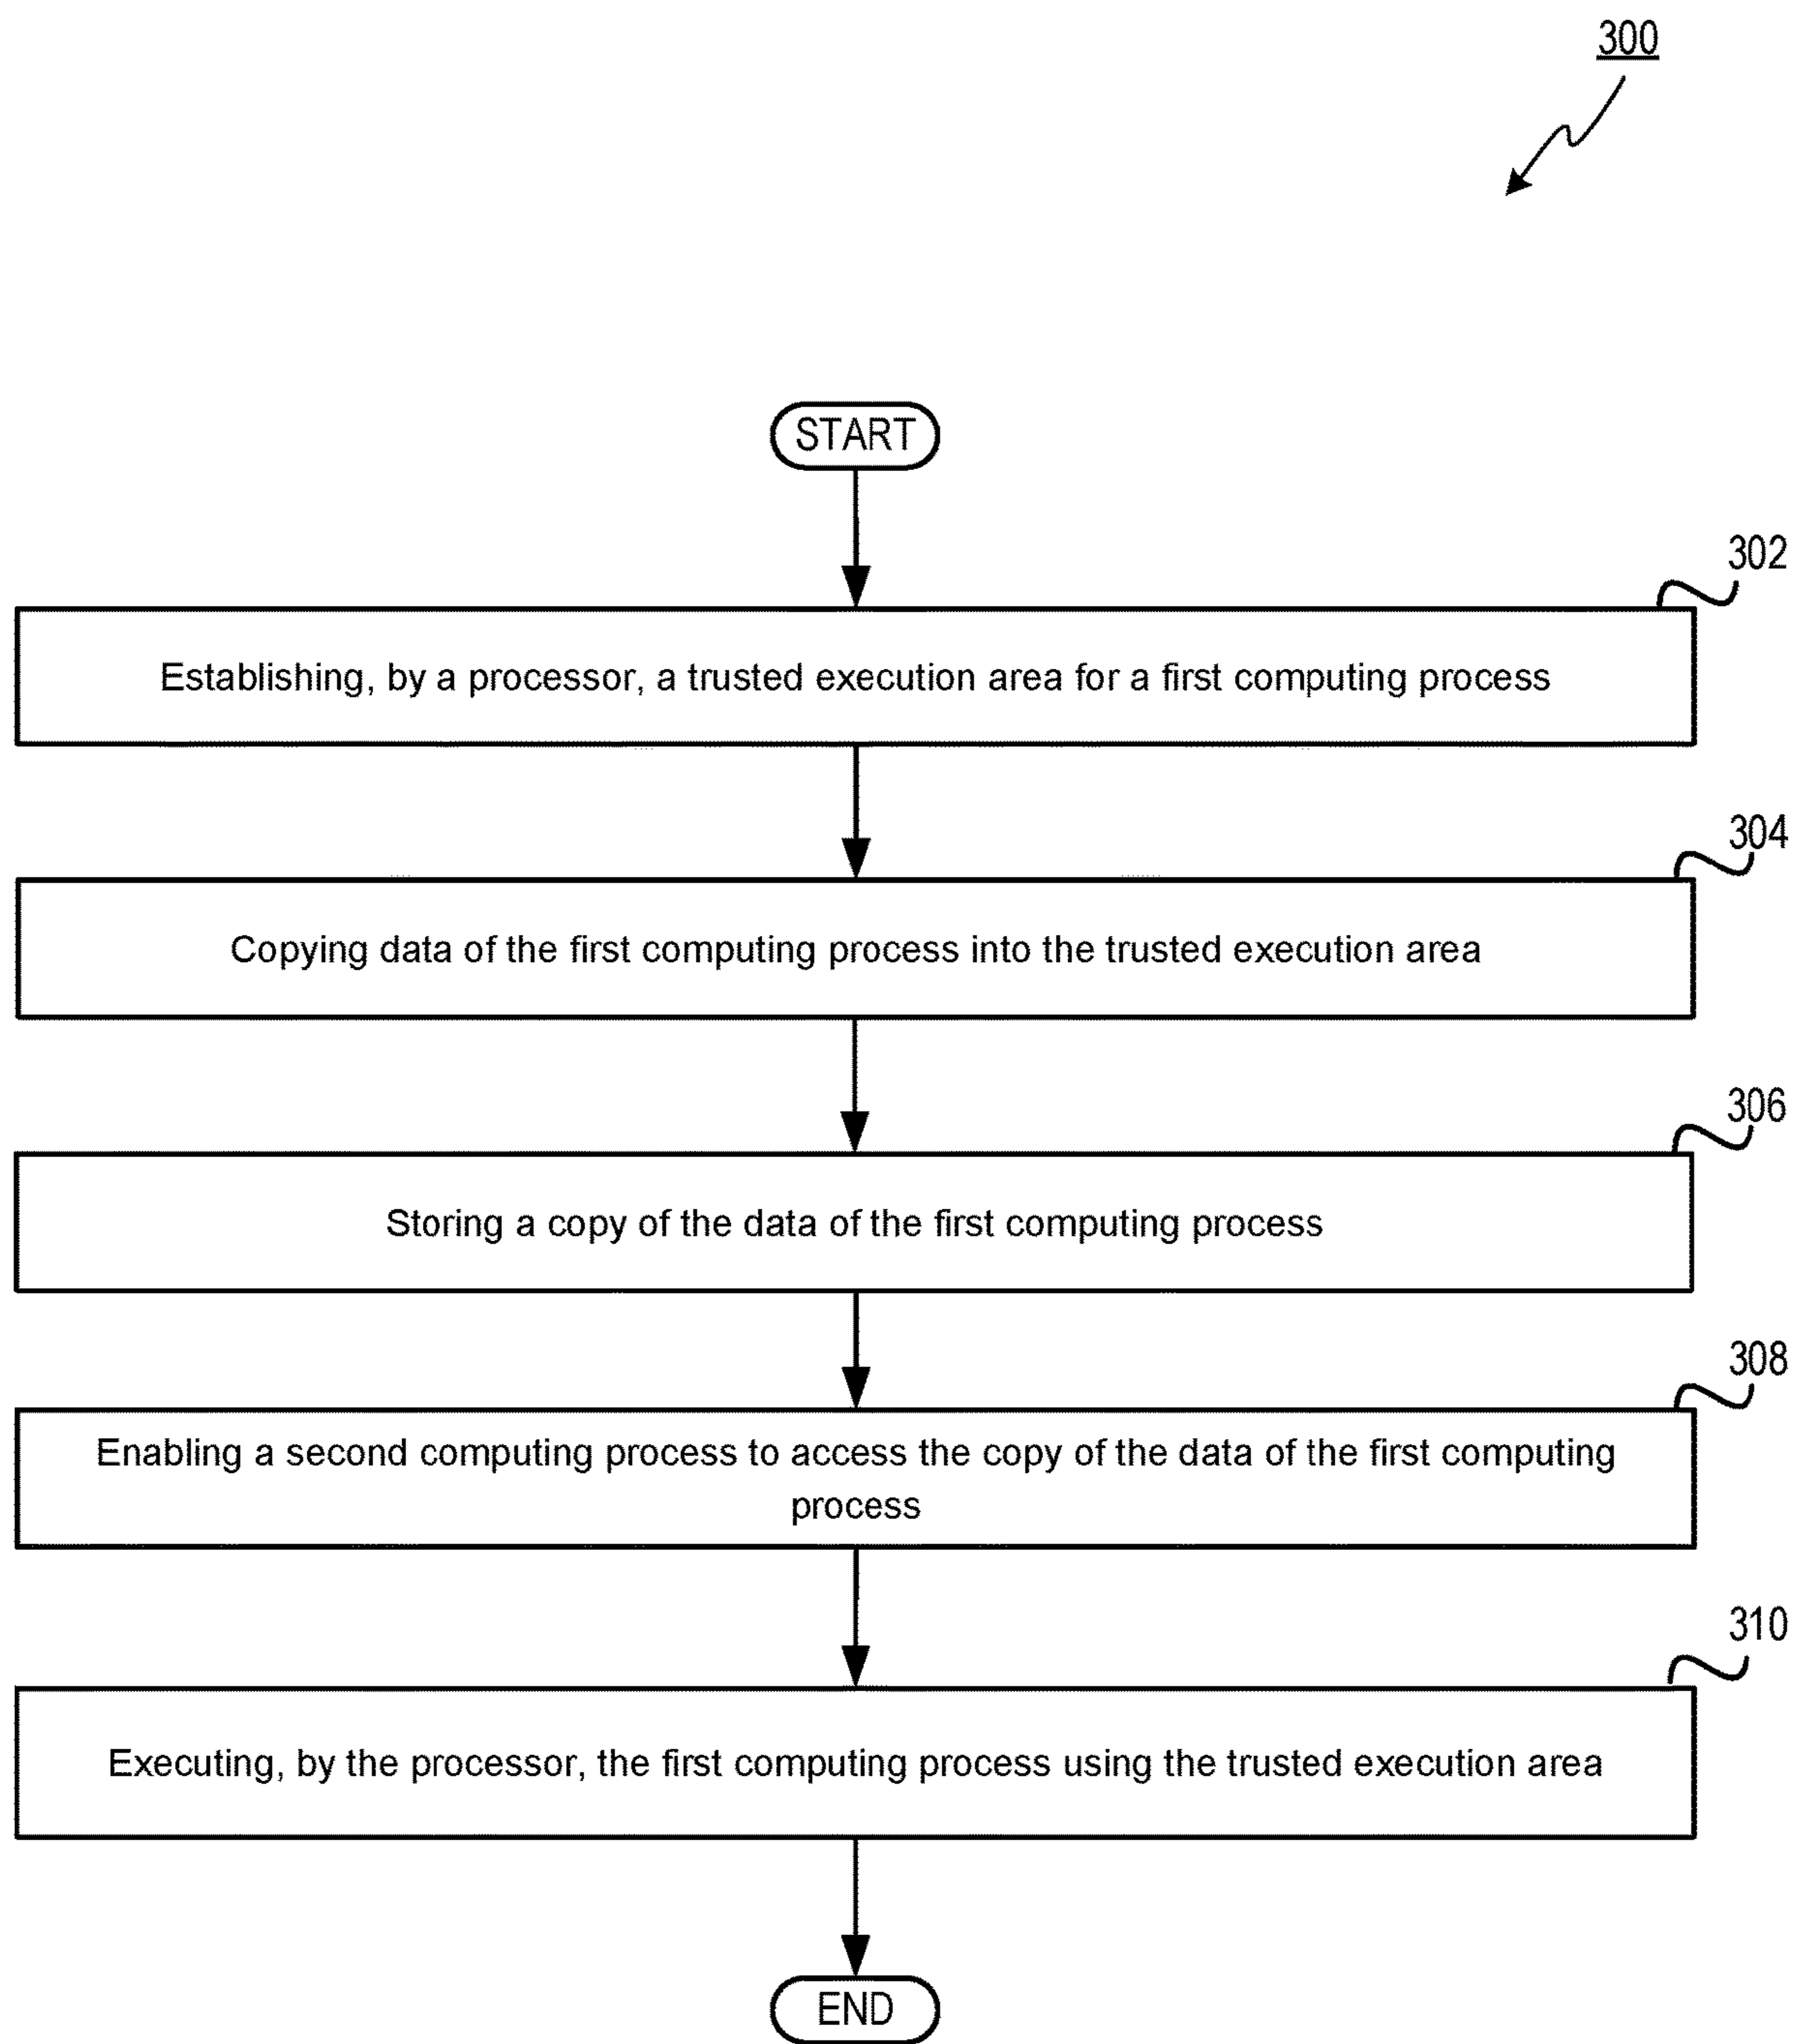 300
START
302
Establishing, by a processor, a trusted execution area for a first computing process
304
Copying data of the first computing process into the trusted execution area
306
Storing a copy of the data of the first computing process
308
Enabling a second computing process to access the copy of the data of the first computing
process
310
Executing, by the processor, the first computing process using the trusted execution area
END